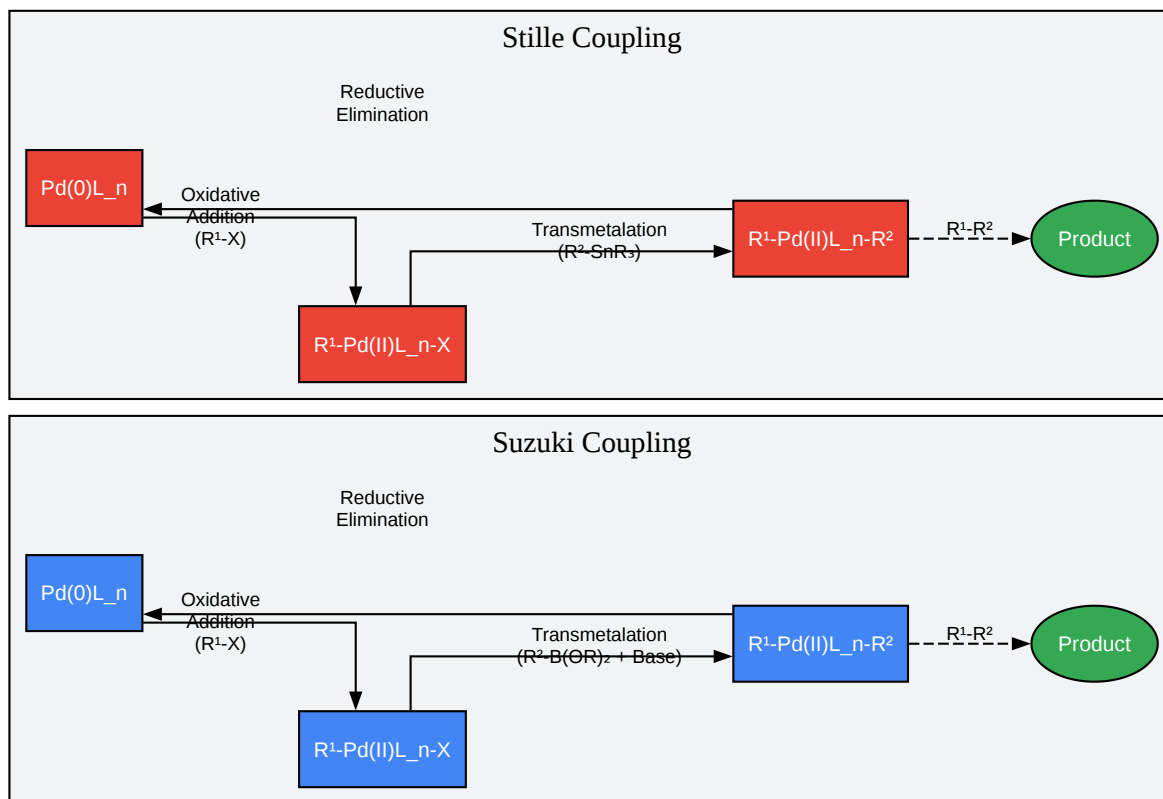 Stille Coupling
Reductive
Elimination
Pd(0)L_n
Oxidative
Addition
(R¹-X)
Transmetalation
(R²-SnR₃)
R¹-Pd(II)L_n-R²
R¹-R²
Product
R¹-Pd(II)L_n-X
Suzuki Coupling
Reductive
Elimination
Pd(0)L_n
Oxidative
Addition
(R¹-X)
Transmetalation
(R²-B(OR)₂ + Base)
R¹-Pd(II)L_n-R²
R¹-R²
Product
R¹-Pd(II)L_n-X